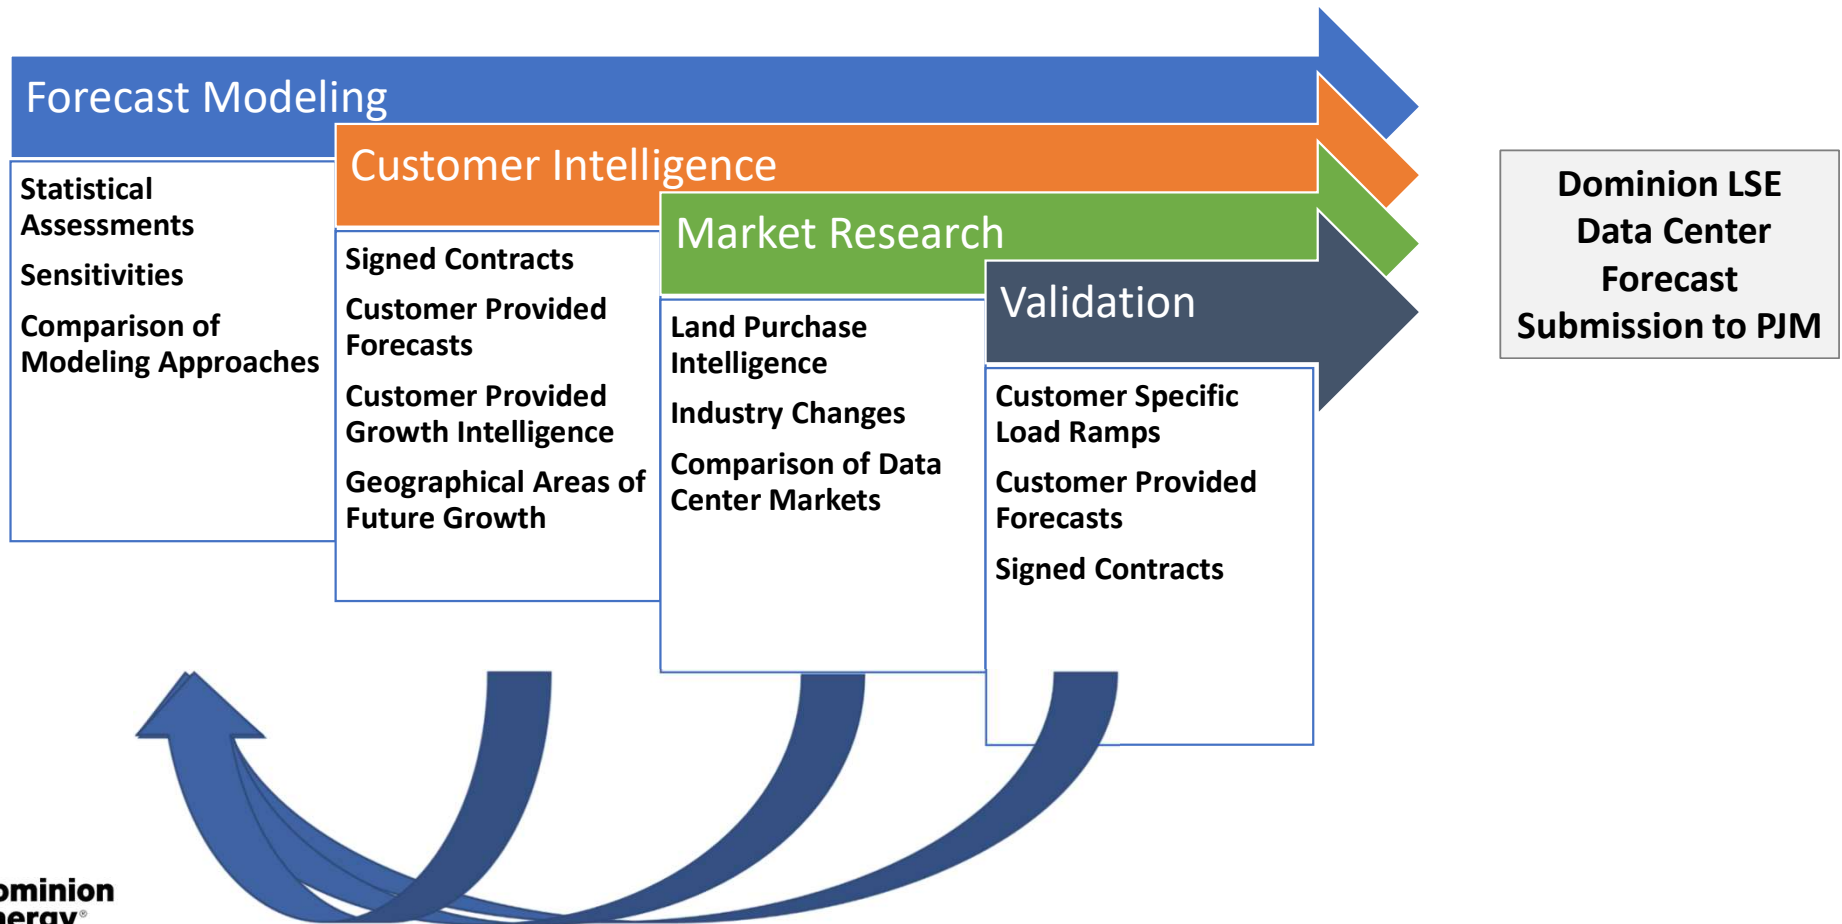 Forecast Modeling
Statistical
Assessments
Sensitivities
Comparison of
Modeling Approaches
Customer Intelligence
Signed Contracts
Customer Provided
Forecasts
Customer Provided
Growth Intelligence
Geographical Areas of
Future Growth
Market Research
Land Purchase
Intelligence
Industry Changes
Comparison of Data
Center Markets
Validation
Customer Specific
Load Ramps
Customer Provided
Forecasts
Signed Contracts
Dominion LSE
Data Center
Forecast
Submission to PJM
ominion
nergy®